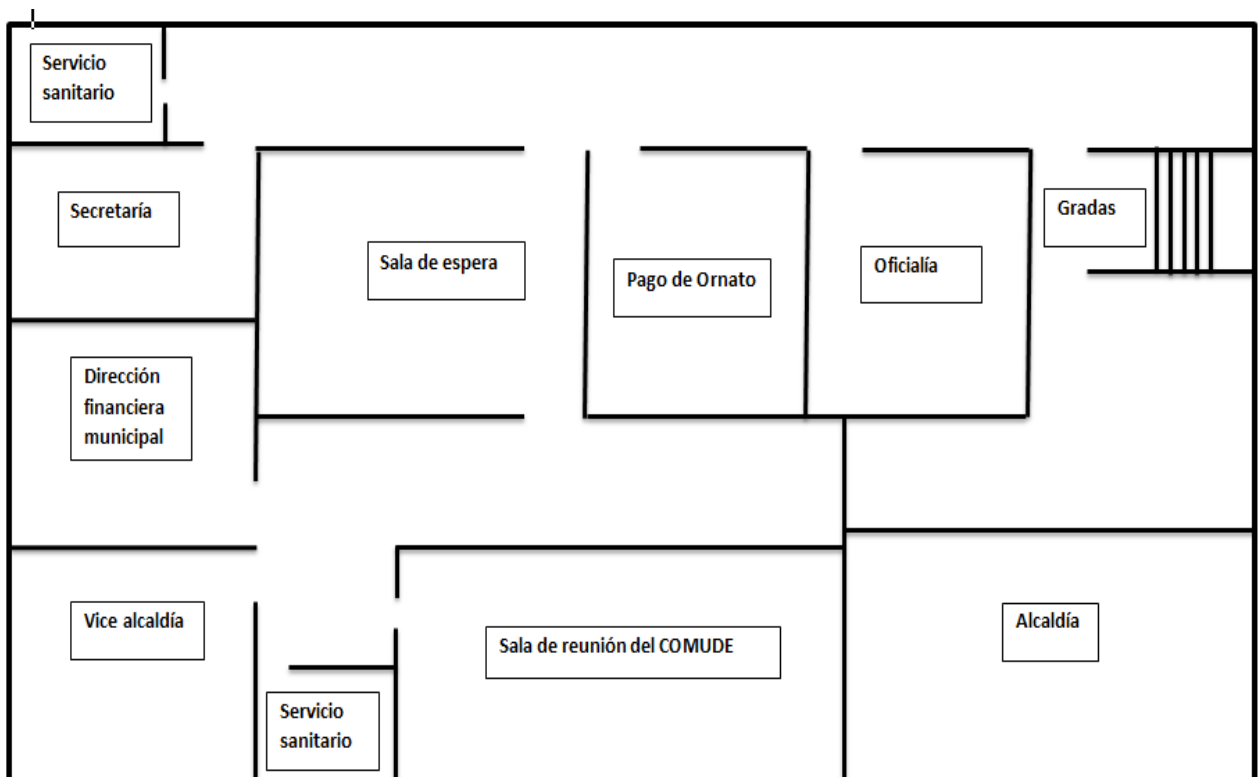 Servicio
sanitario
Secretaría
Sala de espera
Pago de Ornato
Oficialía
Gradas
Dirección
financiera
municipal
Vice alcaldía
Servicio
sanitario
Sala de reunión del COMUDE
Alcaldía